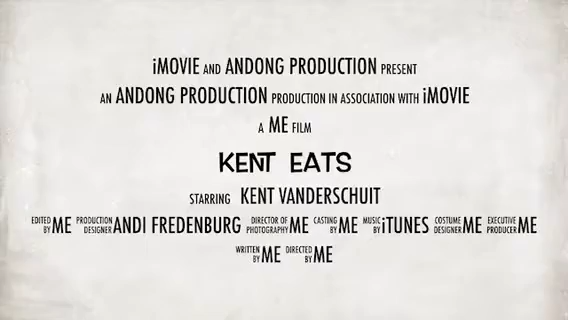 iMOVIE AND ANDONG PRODUCTION PRESENT
AN ANDONG PRODUCTION PRODUCTION IN ASSOCIATION WITH iMOVIE
A ME FILM
KENT EATS
STARRING KENT VANDERSCHUIT
EDITED BY ME PRODUCTION DESIGNER ANDI FREDENBURG DIRECTOR OF PHOTOGRAPHY ME CASTING BY ME MUSIC BY iTUNES COSTUME DESIGNER ME EXECUTIVE PRODUCER ME
WRITTEN BY ME DIRECTED BY ME